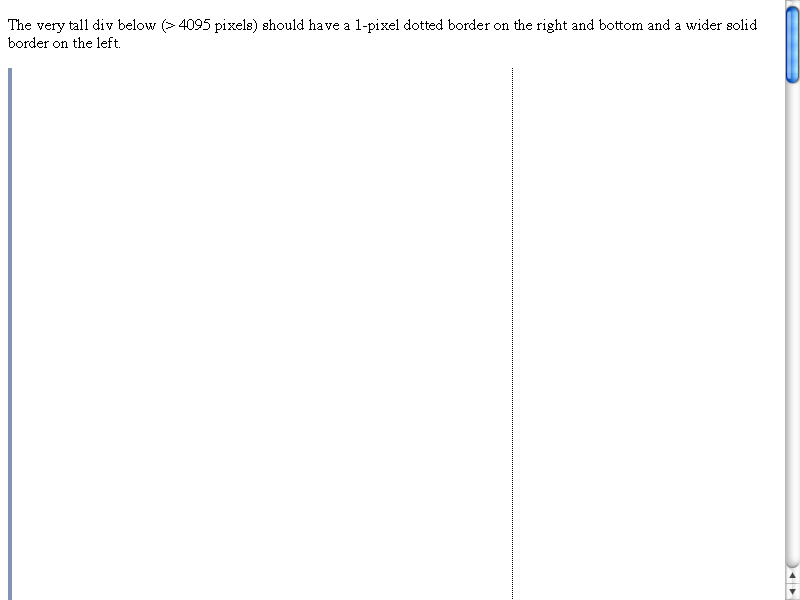 The very tall div below (> 4095 pixels) should have a 1-pixel dotted border on the right and bottom and a wider solid
border on the left.